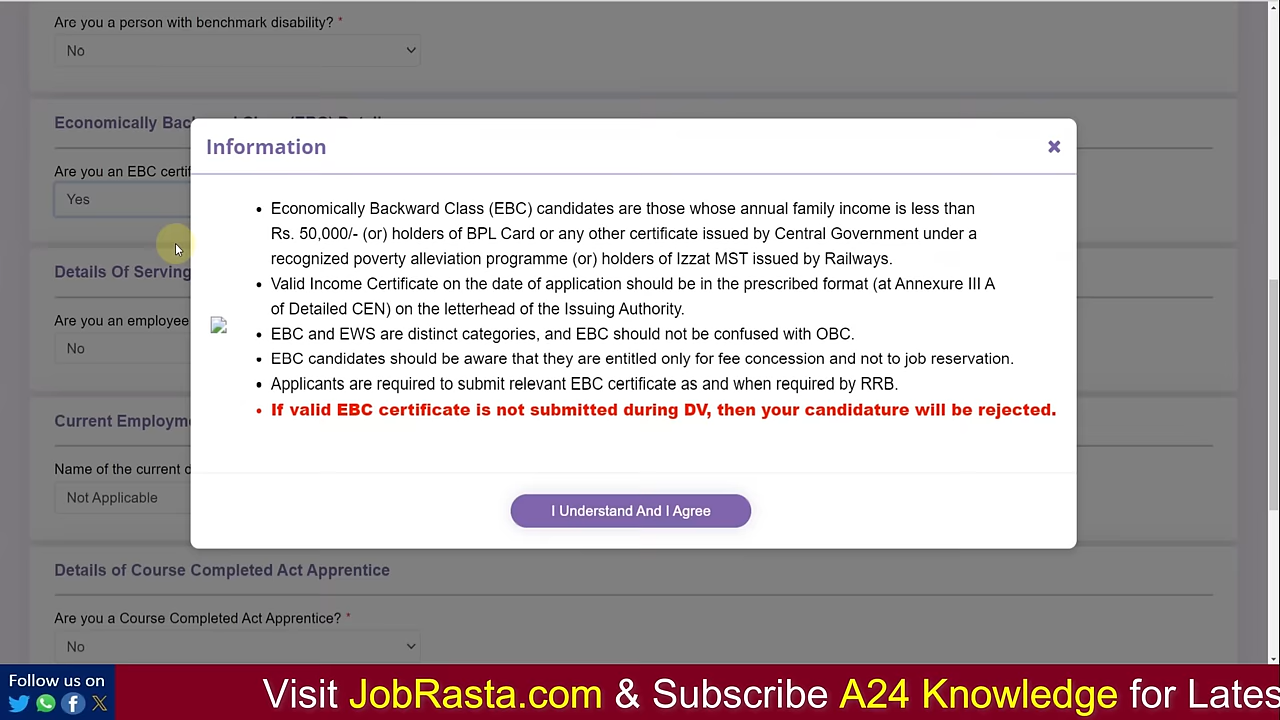 Are you a person with benchmark disability? *
No
Economically Bac
Are you an EBC certif
Yes
Information
Economically Backward Class (EBC) candidates are those whose annual family income is less than
Rs. 50,000/- (or) holders of BPL Card or any other certificate issued by Central Government under a
recognized poverty alleviation programme (or) holders of Izzat MST issued by Railways.
Valid Income Certificate on the date of application should be in the prescribed format (at Annexure III A
of Detailed CEN) on the letterhead of the Issuing Authority.
EBC and EWS are distinct categories, and EBC should not be confused with OBC.
EBC candidates should be aware that they are entitled only for fee concession and not to job reservation.
Applicants are required to submit relevant EBC certificate as and when required by RRB.
If valid EBC certificate is not submitted during DV, then your candidature will be rejected.
I Understand And I Agree
Details Of Serving
Are you an employee
No
Current Employme
Name of the current d
Not Applicable
Details of Course Completed Act Apprentice
Are you a Course Completed Act Apprentice? *
No
Follow us on
Visit JobRasta.com & Subscribe A24 Knowledge for Lates